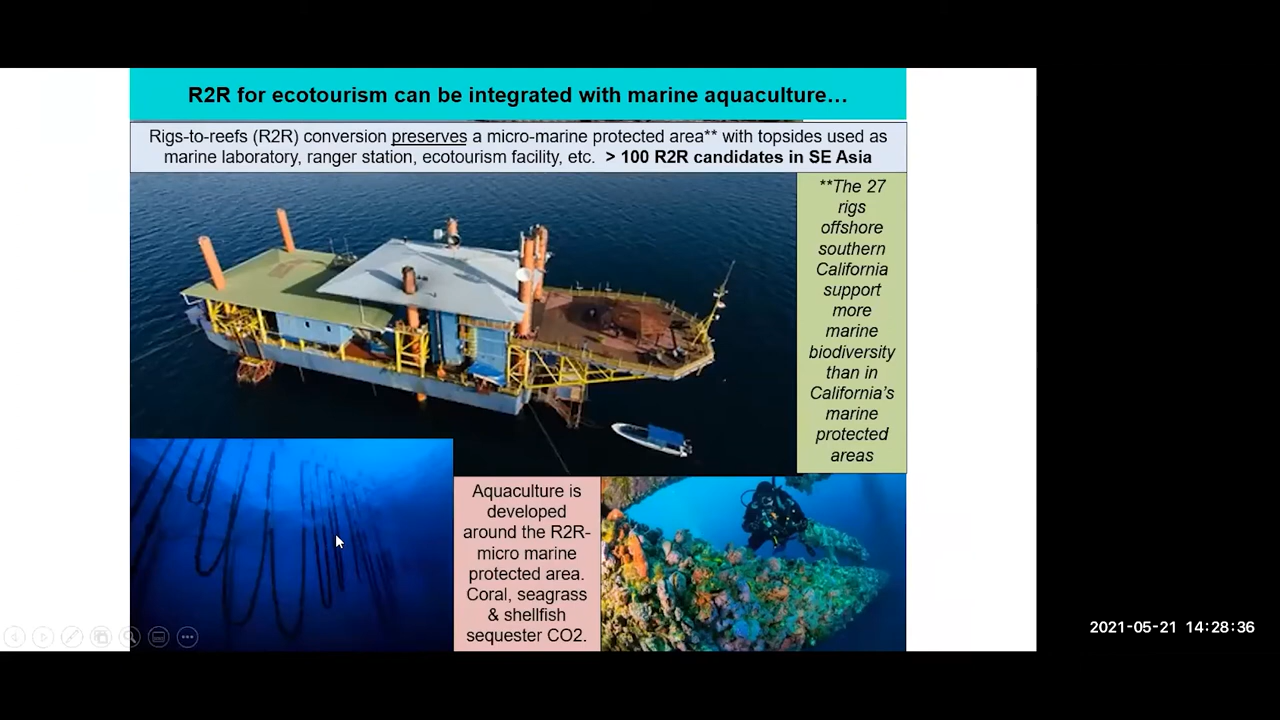 R2R for ecotourism can be integrated with marine aquaculture…
Rigs-to-reefs (R2R) conversion preserves a micro-marine protected area** with topsides used as
marine laboratory, ranger station, ecotourism facility, etc.  > 100 R2R candidates in SE Asia
**The 27
rigs
offshore
southern
California
support
more
marine
biodiversity
than in
California's
marine
protected
areas
Aquaculture is
developed
around the R2R-
micro marine
protected area.
Coral, seagrass
& shellfish
sequester CO2.
2021-05-21 14:28:36